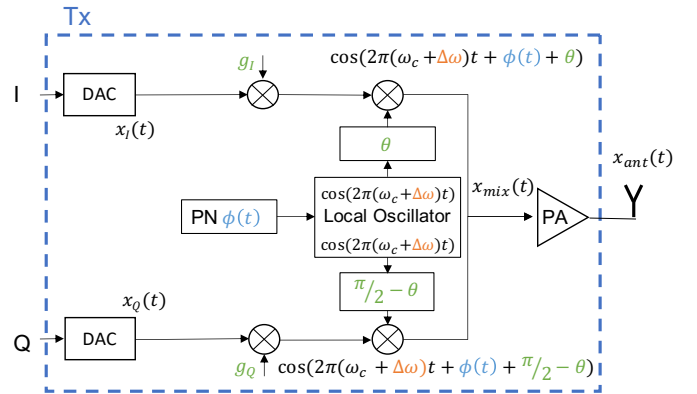 Tx
g_I
cos(2π(ω_c +Δω)t + ϕ(t) + θ)
I
DAC
x_I(t)
θ
x_ant(t)
cos(2π(ω_c+Δω)t)
x_mix(t)
PN ϕ(t)
Local Oscillator
PA
cos(2π(ω_c+Δω)t)
x_Q(t)
π/2 − θ
Q
DAC
g_Q
cos(2π(ω_c + Δω)t + ϕ(t) + π/2 − θ)